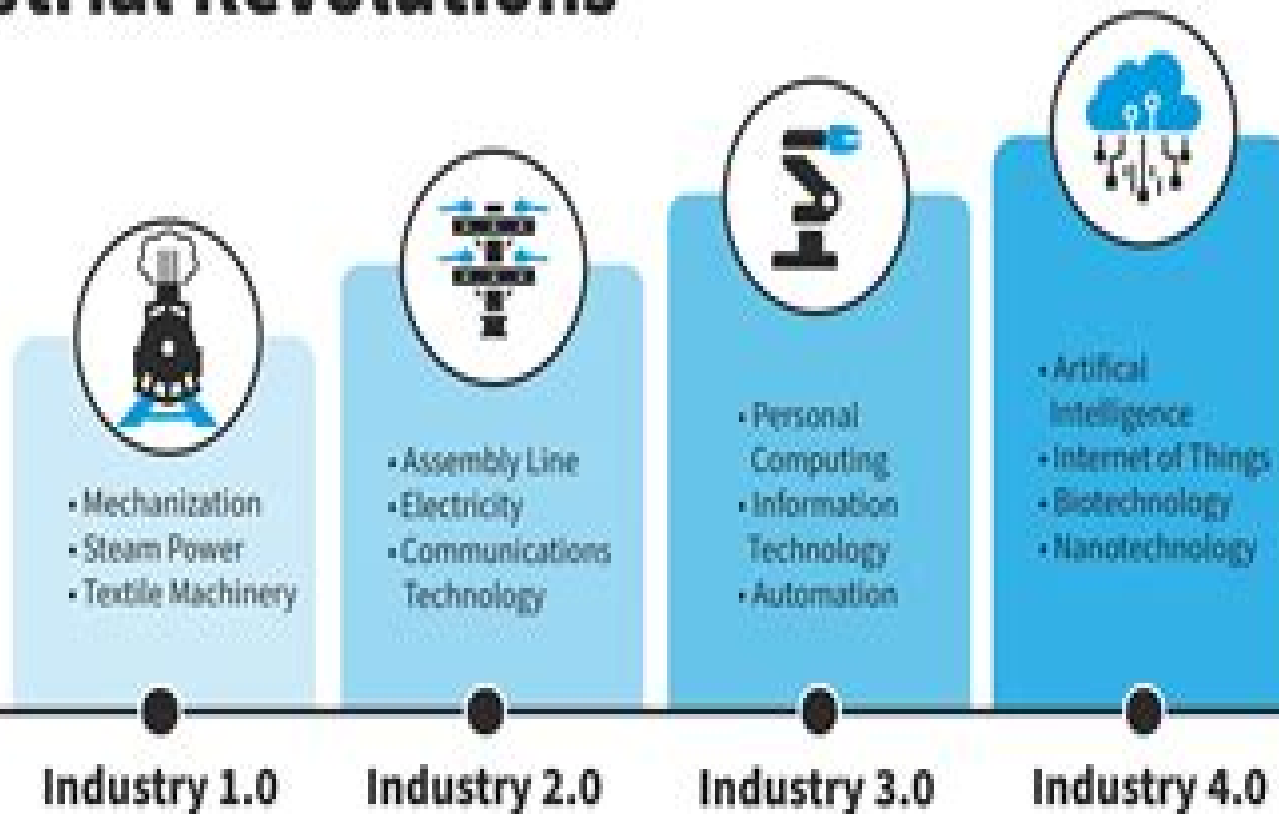 Industrial Revolutions
• Mechanization
• Steam Power
• Textile Machinery
• Assembly Line
• Electricity
• Communications
Technology
• Personal
Computing
• Information
Technology
• Automation
• Artifical
Intelligence
• Internet of Things
• Biotechnology
• Nanotechnology
Industry 1.0
Industry 2.0
Industry 3.0
Industry 4.0